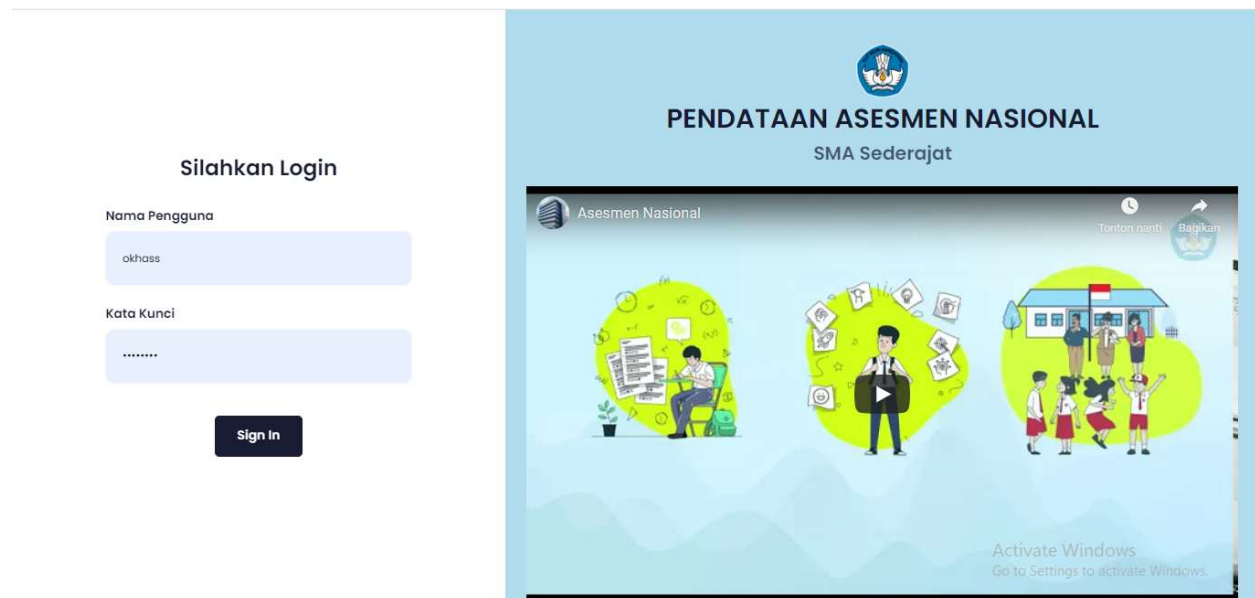 Silahkan Login
Nama Pengguna
okhass
Kata Kunci
........
Sign In
PENDATAAN ASESMEN NASIONAL
SMA Sederajat
Asesmen Nasional
Tonton nanti
Bagikan
Activate Windows
Go to Settings to activate Windows.